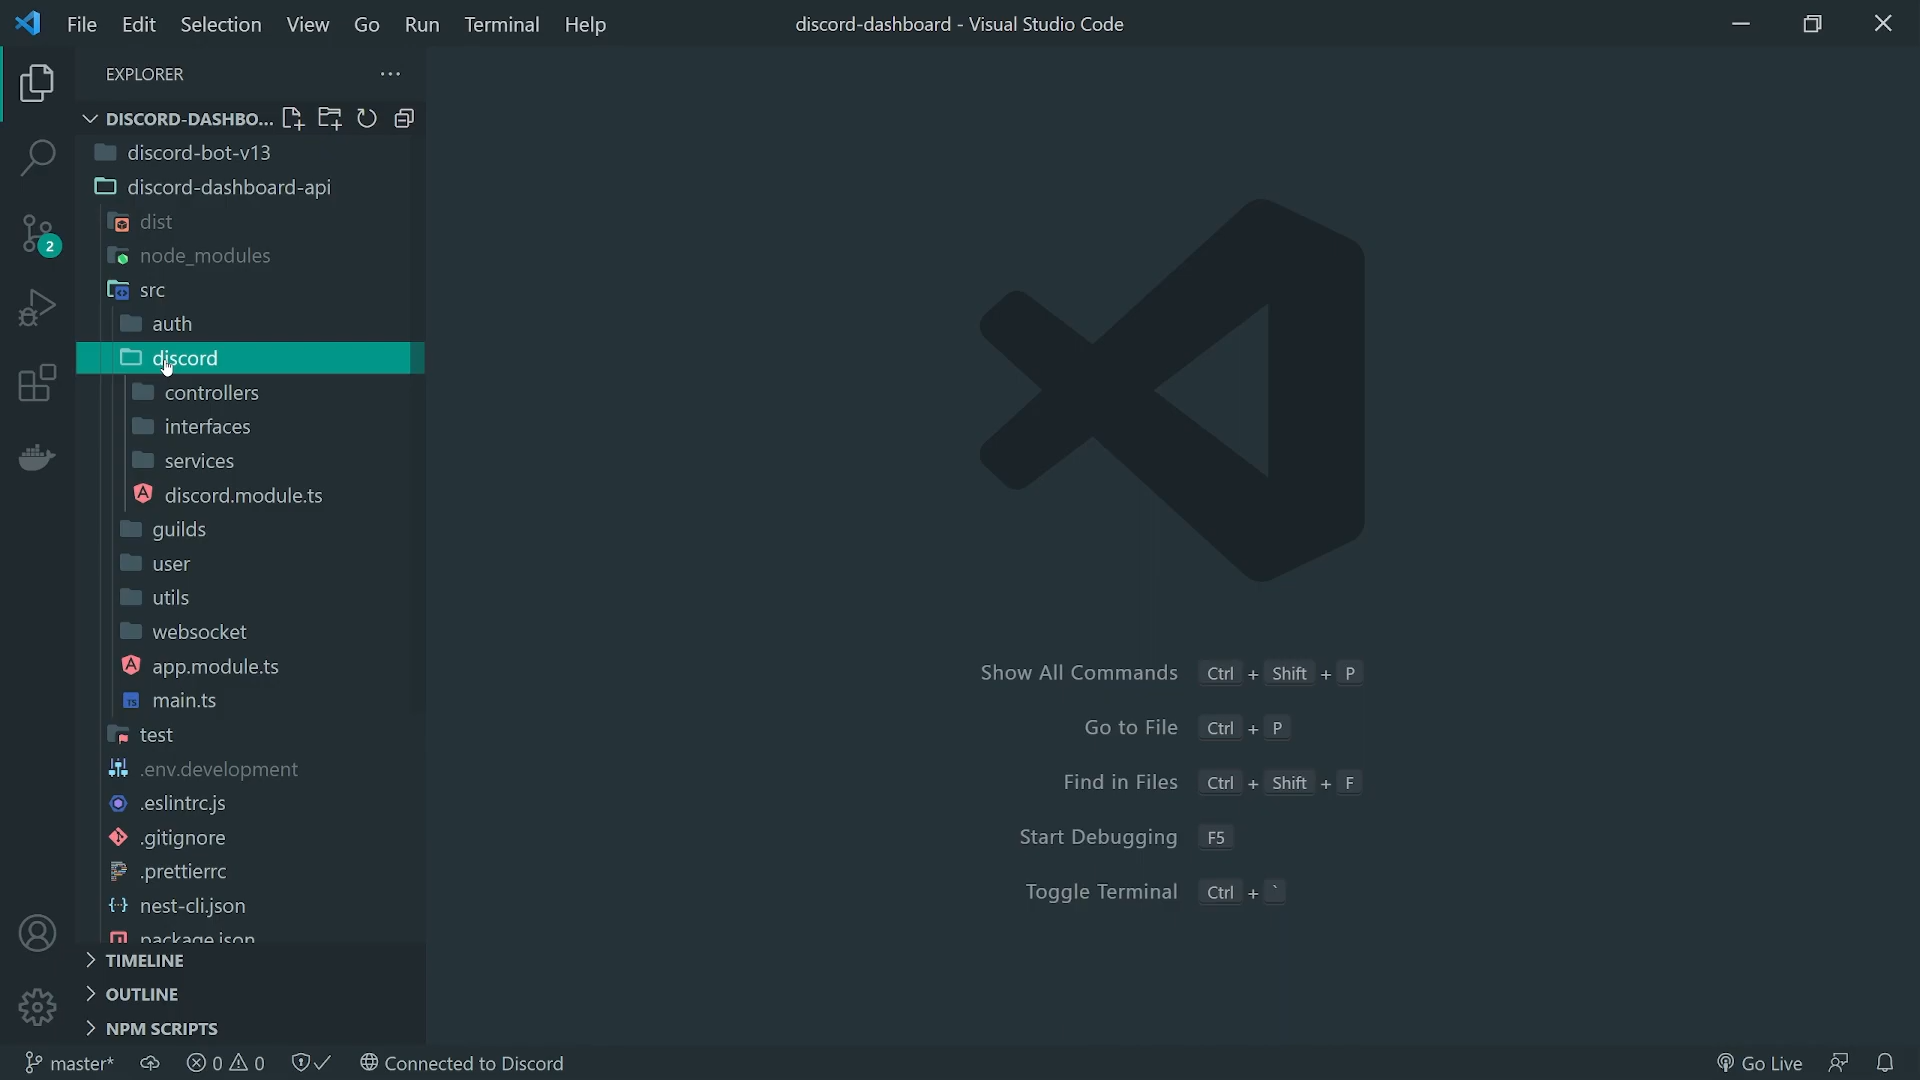 File Edit Selection View Go Run Terminal Help
discord-dashboard - Visual Studio Code
EXPLORER
DISCORD-DASHBO...
discord-bot-v13
discord-dashboard-api
dist
node_modules
src
auth
discord
controllers
interfaces
services
discord.module.ts
guilds
user
utils
websocket
app.module.ts
main.ts
test
.env.development
.eslintrc.js
.gitignore
.prettierrc
nest-cli.json
package.json
TIMELINE
OUTLINE
NPM SCRIPTS
2
Show All Commands Ctrl + Shift + P
Go to File Ctrl + P
Find in Files Ctrl + Shift + F
Start Debugging F5
Toggle Terminal Ctrl + `
master* 0 0 Connected to Discord Go Live